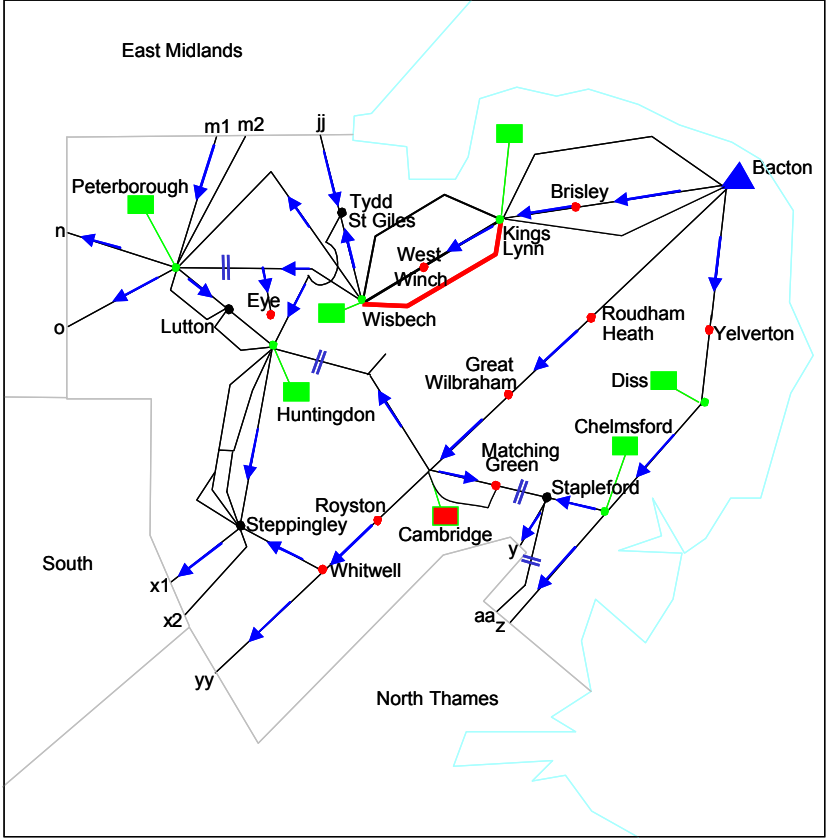 East Midlands
m1
m2
jj
Bacton
Peterborough
Brisley
Tydd
St Giles
n
Kings
Lynn
West
Winch
Eye
Wisbech
o
Lutton
Roudham
Heath
Yelverton
Great
Wilbraham
Diss
Huntingdon
Chelmsford
Matching
Green
Stapleford
Royston
Steppingley
Cambridge
y
South
Whitwell
x1
x2
aa
z
yy
North Thames